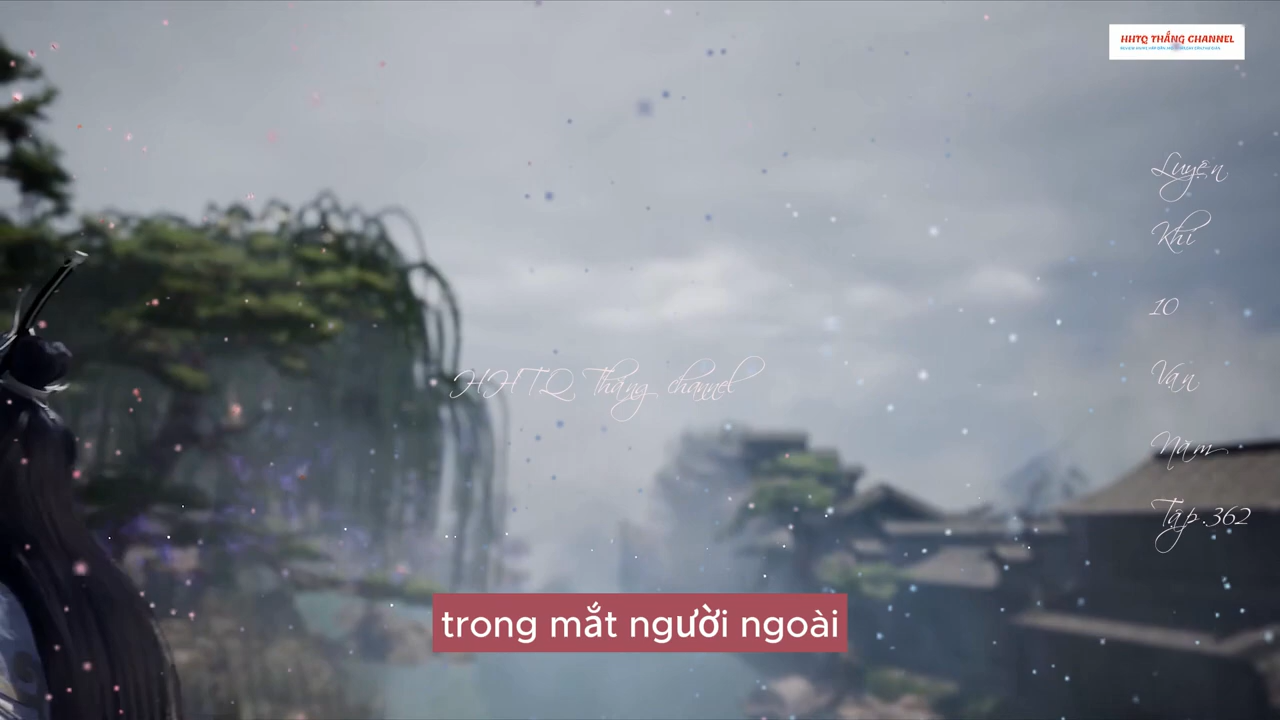 HHTQ THẮNG CHANNEL
Luyện
Khí
10
Vạn
Năm
HHTQ Thắng channel
Tập 362
trong mắt người ngoài